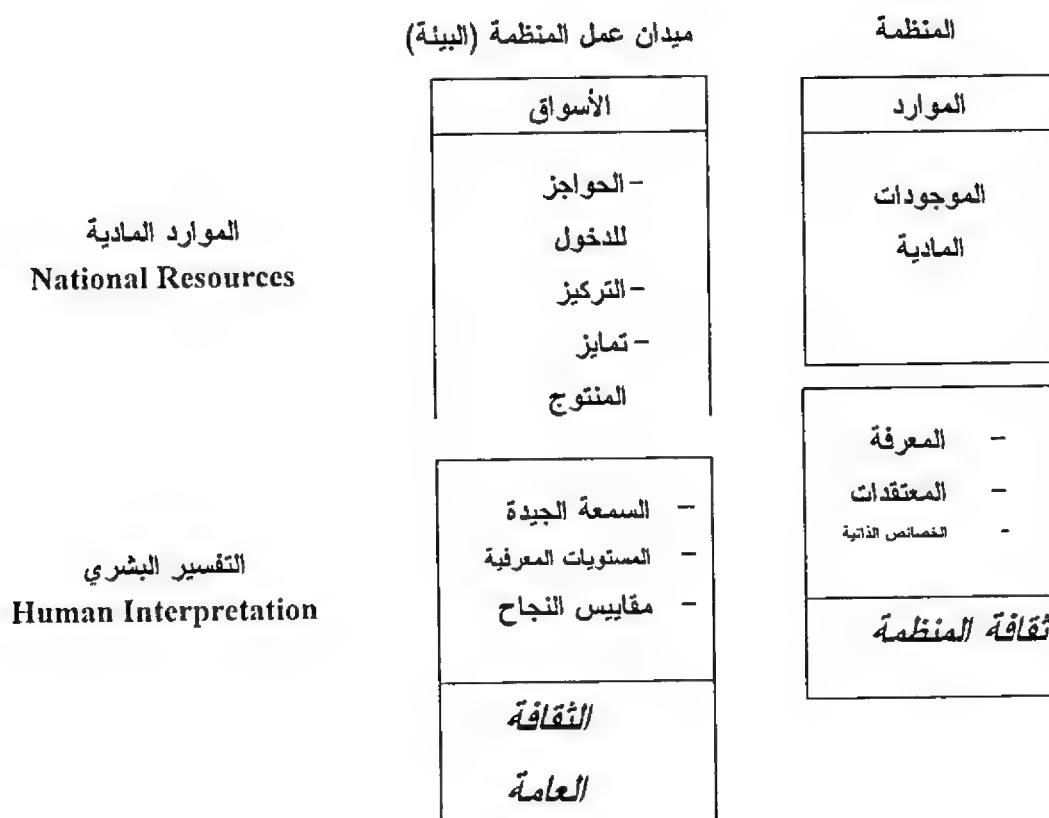 المنظمة
ميدان عمل المنظمة (البيئة)
الموارد
الموجودات
المادية
- المعرفة
- المعتقدات
- الخصائص الذاتية
ثقافة المنظمة
الأسواق
- الحواجز
للدخول
- التركيز
- تمايز
المنتوج
- السمعة الجيدة
- المستويات المعرفية
- مقاييس النجاح
الثقافة
العامة
الموارد المادية
National Resources
التفسير البشري
Human Interpretation